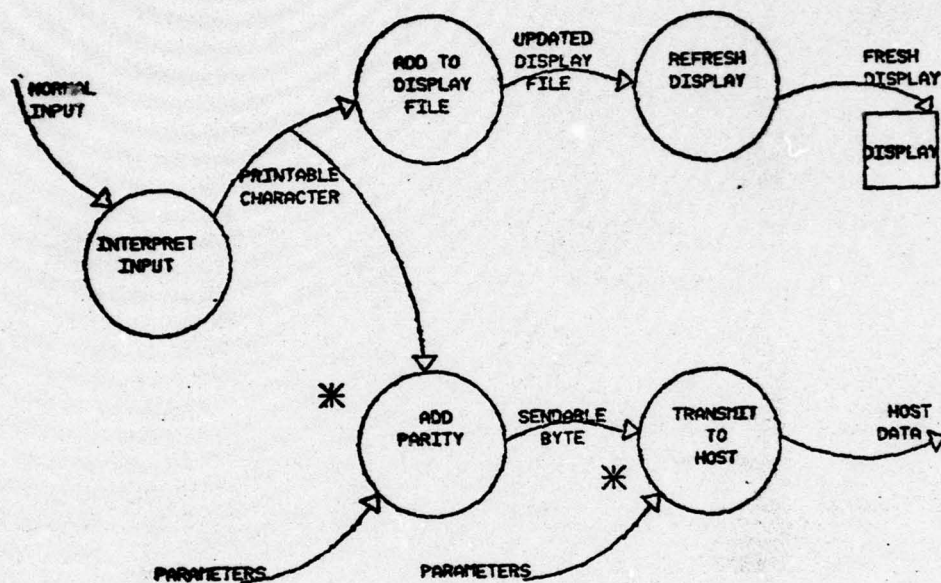 NORMAL
INPUT
INTERPRET
INPUT
PRINTABLE
CHARACTER
ADD TO
DISPLAY
FILE
UPDATED
DISPLAY
FILE
REFRESH
DISPLAY
FRESH
DISPLAY
DISPLAY
*
ADD
PARITY
PARAMETERS
SENDABLE
BYTE
*
TRANSMIT
TO
HOST
PARAMETERS
HOST
DATA